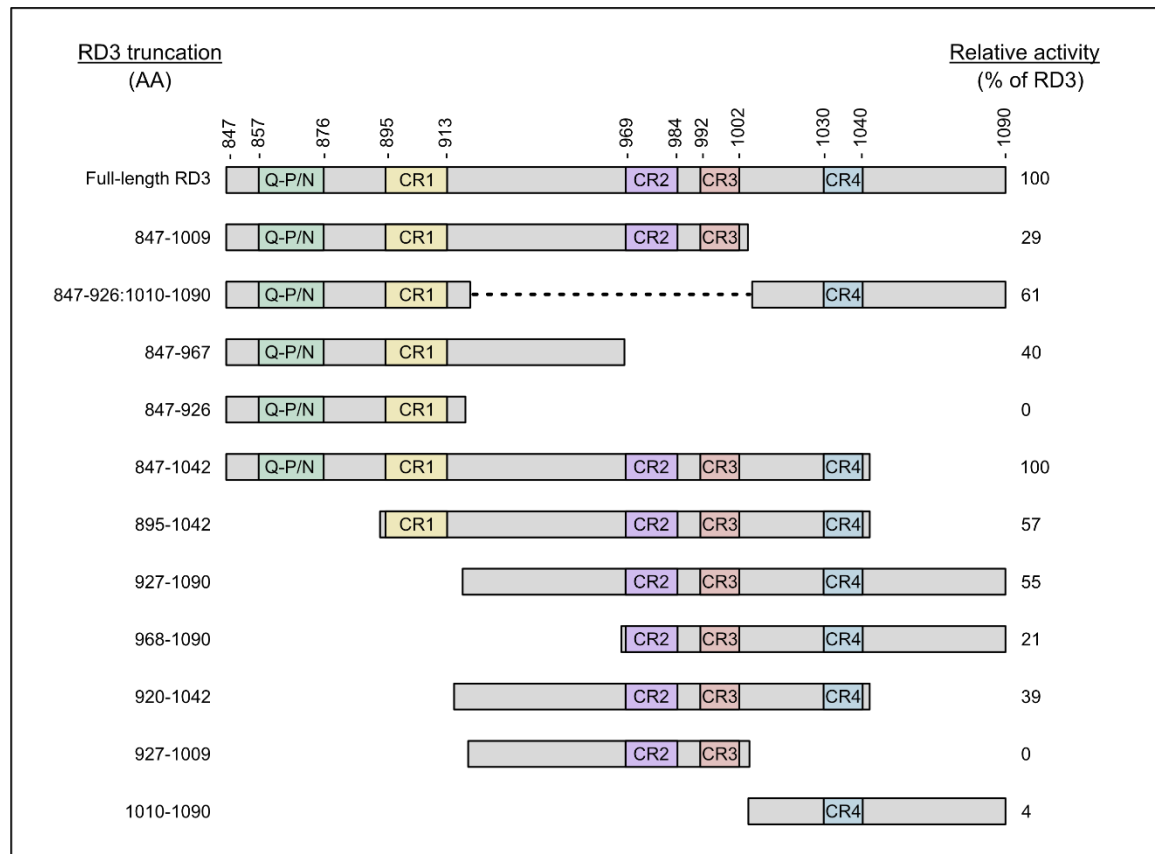 RD3 truncation
(AA)
Relative activity
(% of RD3)
847
857
876
895
913
969
984
992
1002
1030
1040
1090
Full-length RD3 Q-P/N CR1 CR2 CR3 CR4 100
847-1009 Q-P/N CR1 CR2 CR3 29
847-926:1010-1090 Q-P/N CR1 CR4 61
847-967 Q-P/N CR1 40
847-926 Q-P/N CR1 0
847-1042 Q-P/N CR1 CR2 CR3 CR4 100
895-1042 CR1 CR2 CR3 CR4 57
927-1090 CR2 CR3 CR4 55
968-1090 CR2 CR3 CR4 21
920-1042 CR2 CR3 CR4 39
927-1009 CR2 CR3 0
1010-1090 CR4 4